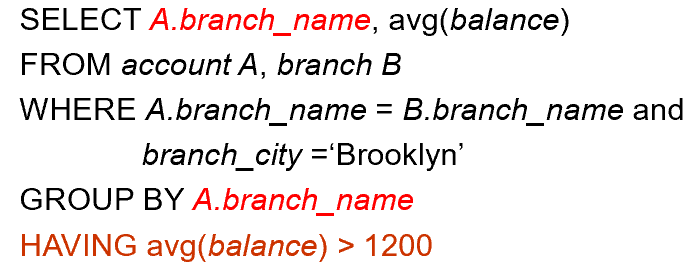 SELECT A.branch_name, avg(balance)
FROM account A, branch B
WHERE A.branch_name = B.branch_name and
branch_city =‘Brooklyn’
GROUP BY A.branch_name
HAVING avg(balance) > 1200